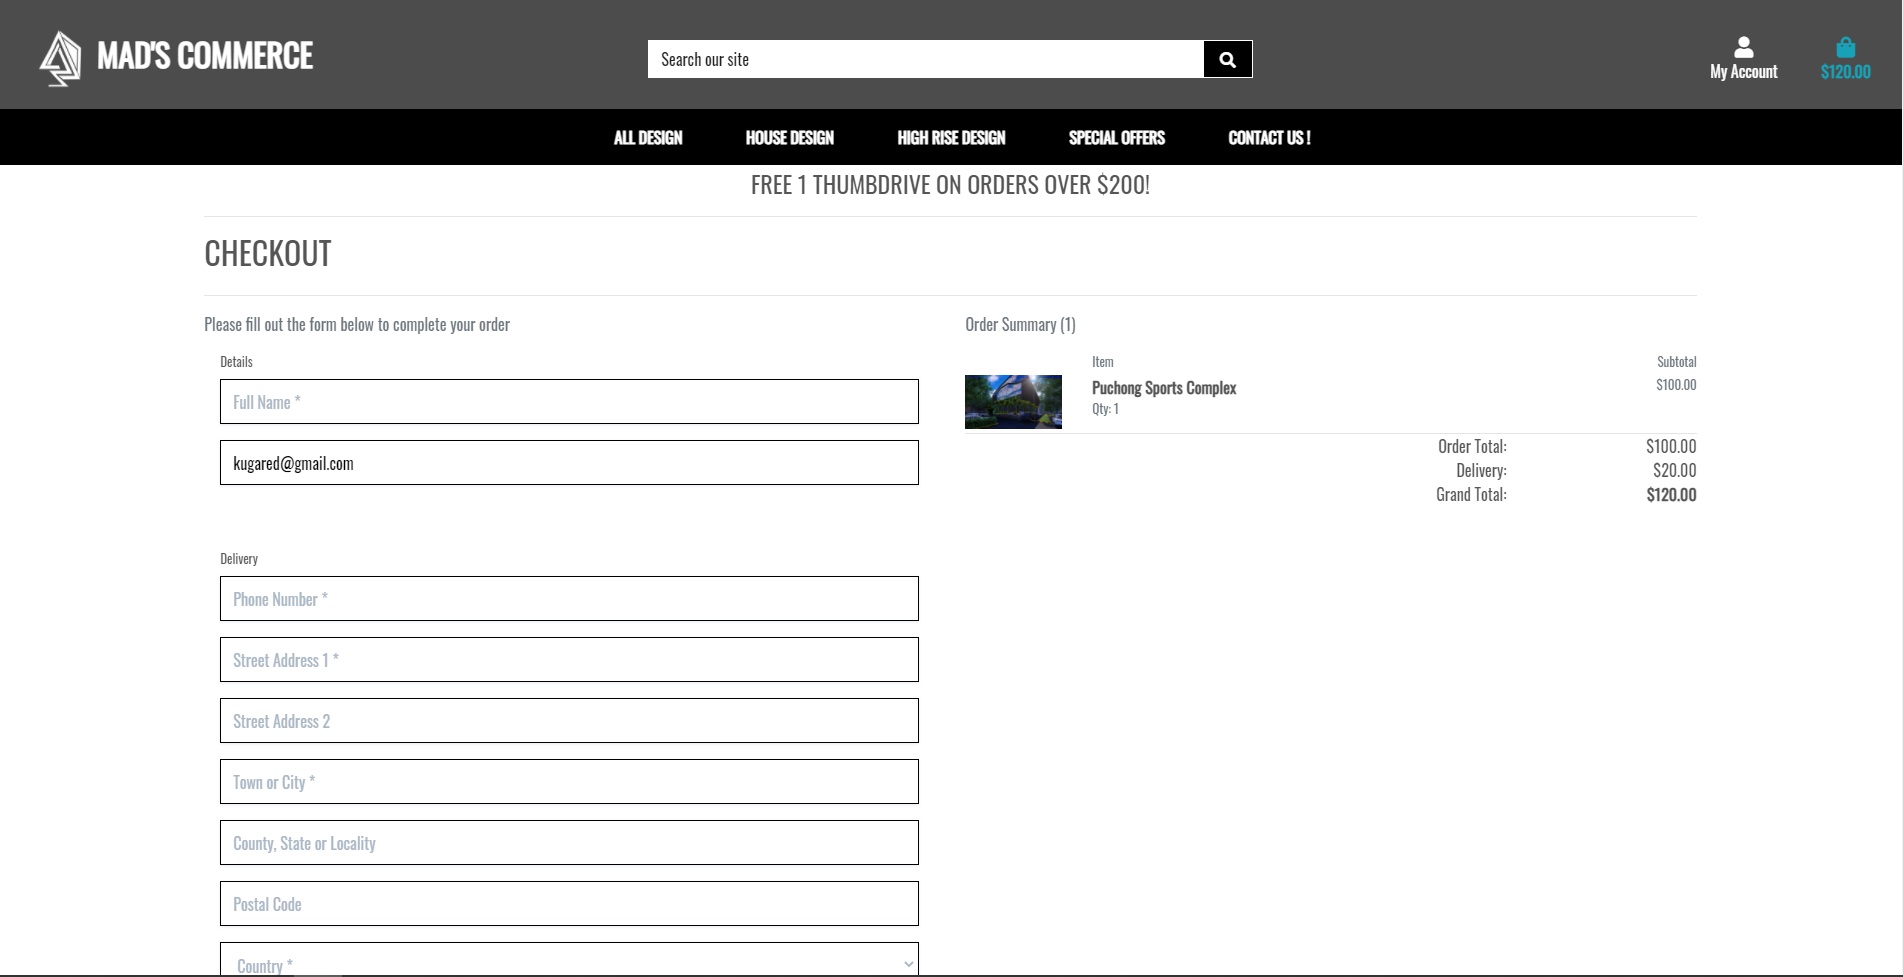 MAD'S COMMERCE
Search our site
My Account
$120.00
ALL DESIGN
HOUSE DESIGN
HIGH RISE DESIGN
SPECIAL OFFERS
CONTACT US !
FREE 1 THUMBDRIVE ON ORDERS OVER $200!
CHECKOUT
Please fill out the form below to complete your order
Details
Full Name *
kugared@gmail.com
Delivery
Phone Number *
Street Address 1 *
Street Address 2
Town or City *
County, State or Locality
Postal Code
Country *
Order Summary (1)
Item
Subtotal
Puchong Sports Complex
$100.00
Qty: 1
Order Total: $100.00
Delivery: $20.00
Grand Total: $120.00